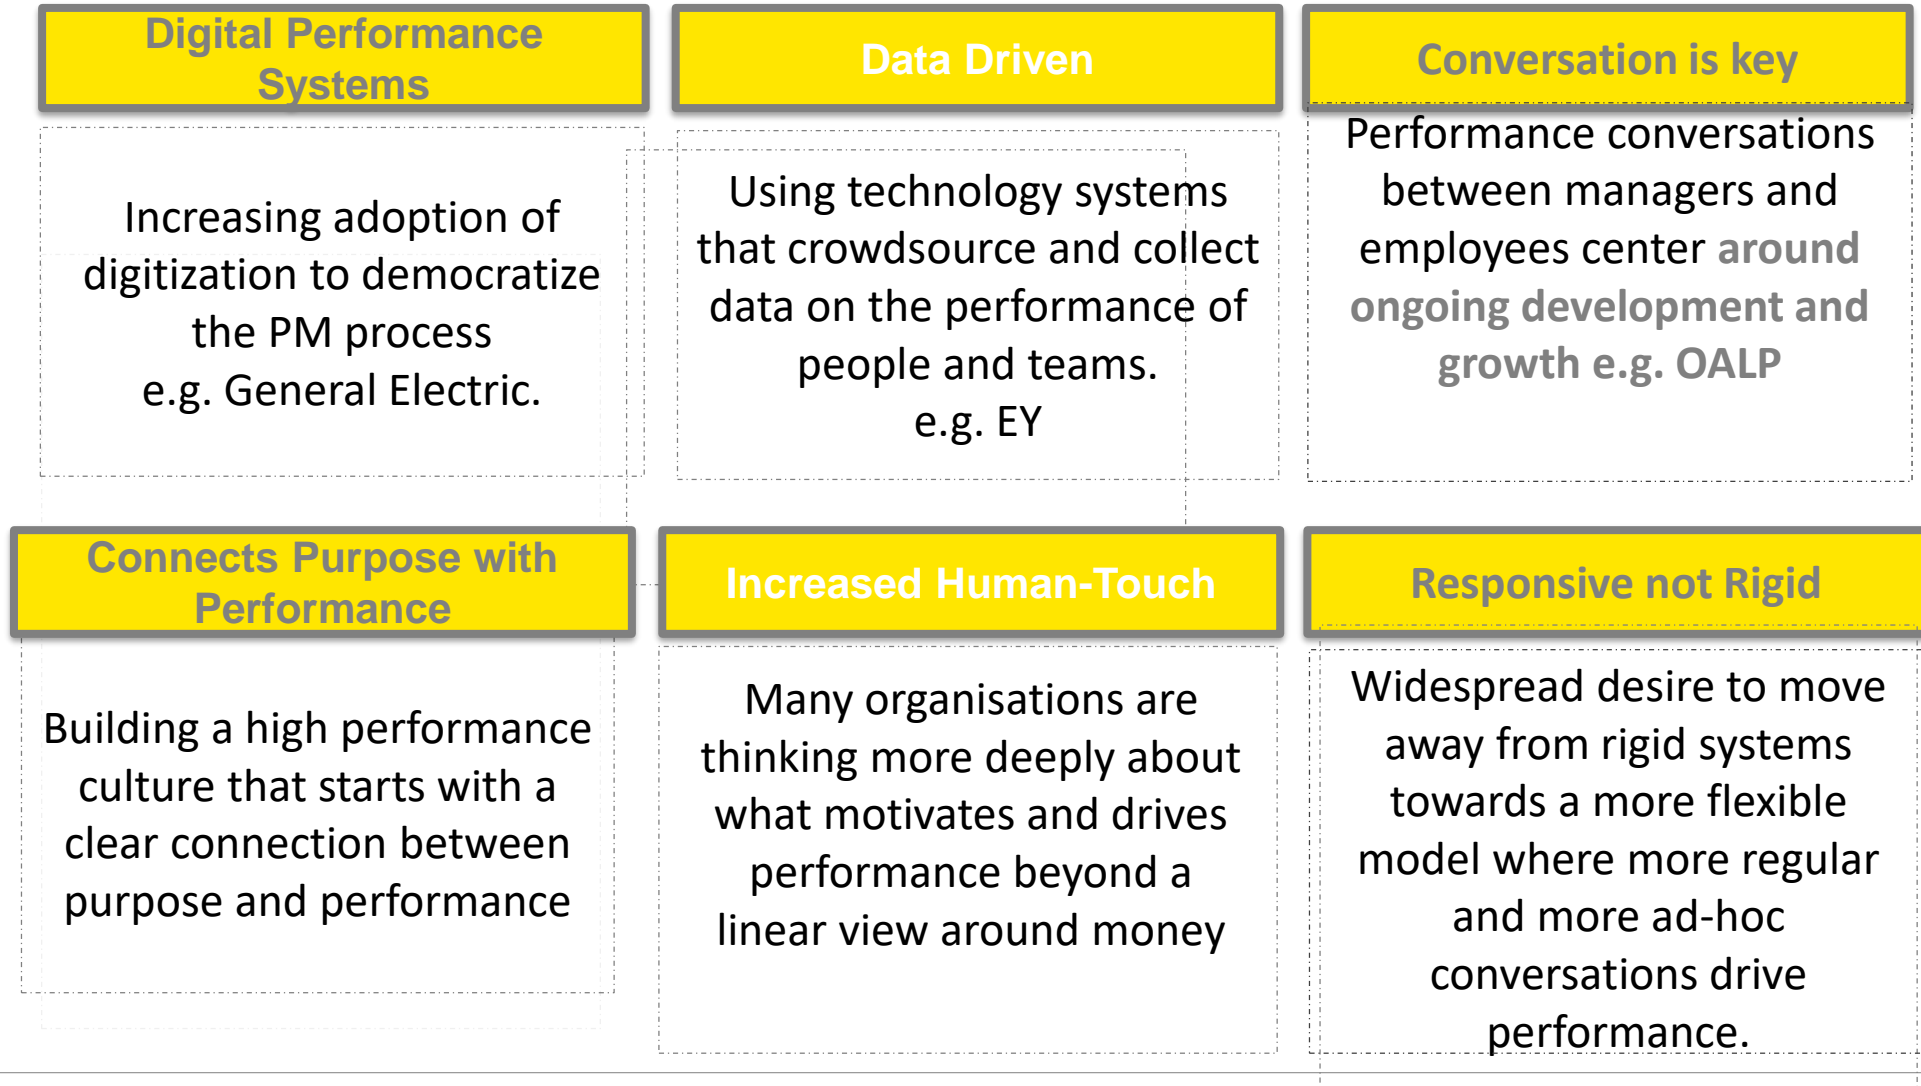 Digital Performance
Systems
Increasing adoption of
digitization to democratize
the PM process
e.g. General Electric.
Data Driven
Using technology systems
that crowdsource and collect
data on the performance of
people and teams.
e.g. EY
Conversation is key
Performance conversations
between managers and
employees center around
ongoing development and
growth e.g. OALP
Connects Purpose with
Performance
Building a high performance
culture that starts with a
clear connection between
purpose and performance
Increased Human-Touch
Many organisations are
thinking more deeply about
what motivates and drives
performance beyond a
linear view around money
Responsive not Rigid
Widespread desire to move
away from rigid systems
towards a more flexible
model where more regular
and more ad-hoc
conversations drive
performance.